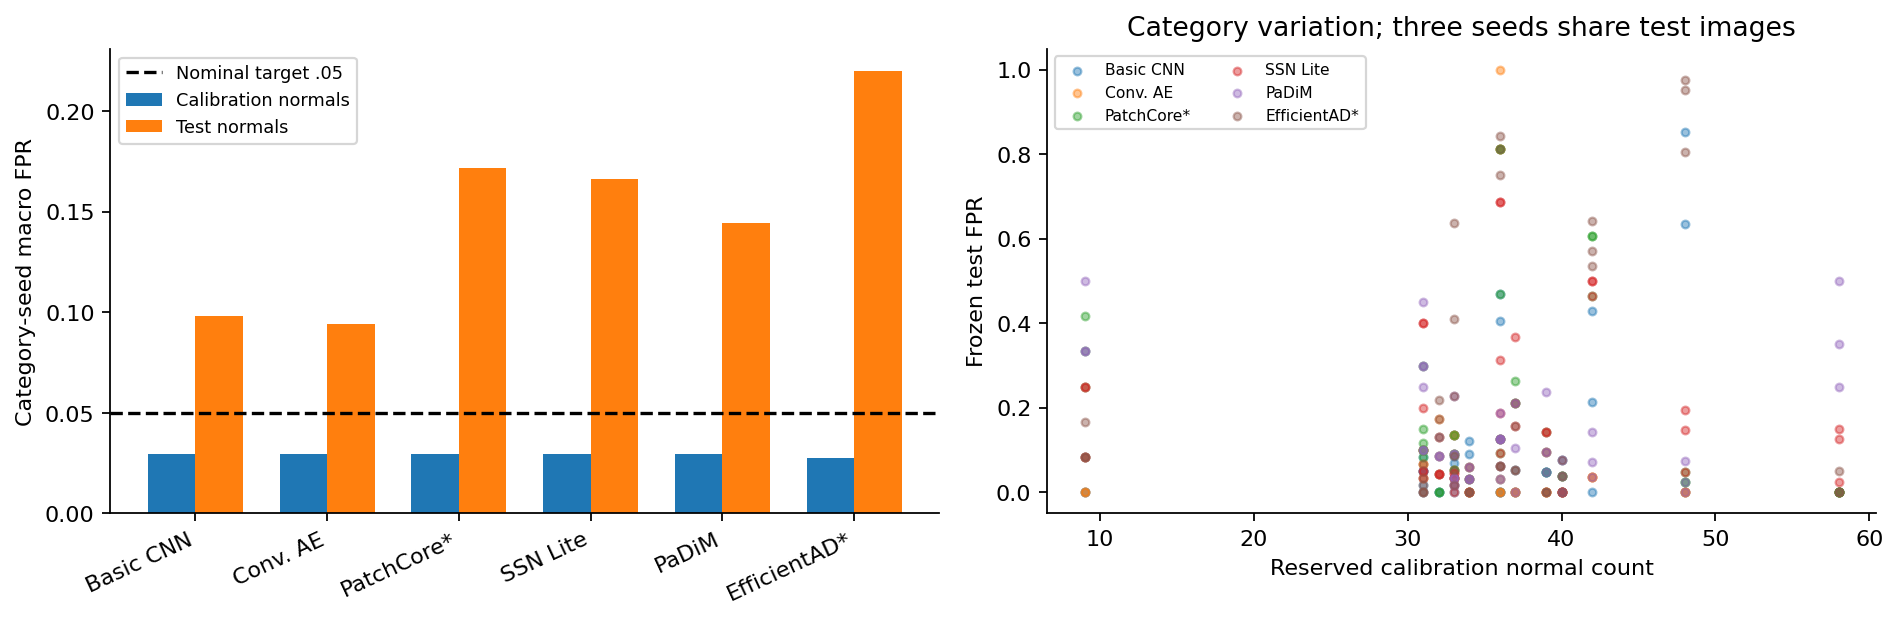 Nominal target .05
Calibration normals
Test normals
Category-seed macro FPR
0.20
0.15
0.10
0.05
0.00
Basic CNN
Conv. AE
PatchCore*
SSN Lite
PaDiM
EfficientAD*
Category variation; three seeds share test images
Basic CNN
Conv. AE
PatchCore*
SSN Lite
PaDiM
EfficientAD*
Frozen test FPR
1.0
0.8
0.6
0.4
0.2
0.0
10
20
30
40
50
60
Reserved calibration normal count